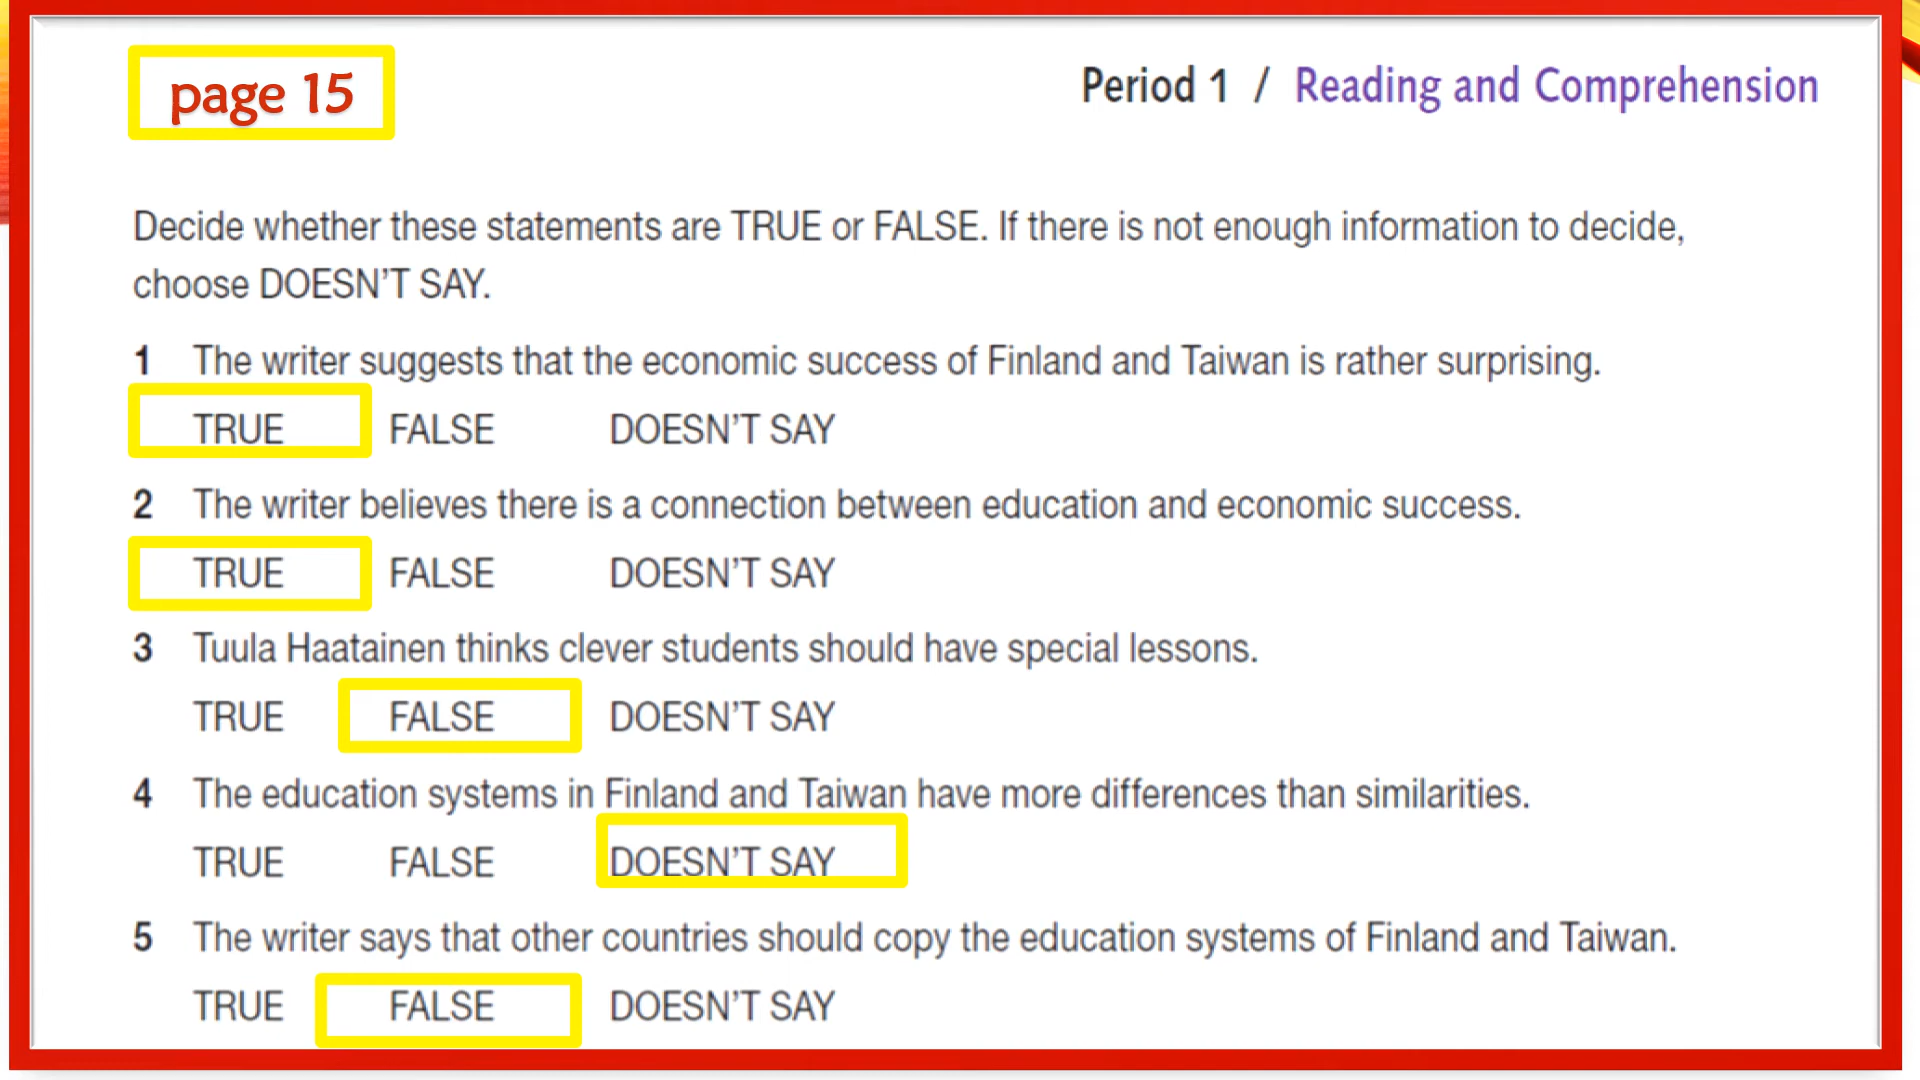 page 15
Period 1 / Reading and Comprehension
Decide whether these statements are TRUE or FALSE. If there is not enough information to decide,
choose DOESN'T SAY.
1 The writer suggests that the economic success of Finland and Taiwan is rather surprising.
TRUE FALSE DOESN'T SAY
2 The writer believes there is a connection between education and economic success.
TRUE FALSE DOESN'T SAY
3 Tuula Haatainen thinks clever students should have special lessons.
TRUE FALSE DOESN'T SAY
4 The education systems in Finland and Taiwan have more differences than similarities.
TRUE FALSE DOESN'T SAY
5 The writer says that other countries should copy the education systems of Finland and Taiwan.
TRUE FALSE DOESN'T SAY